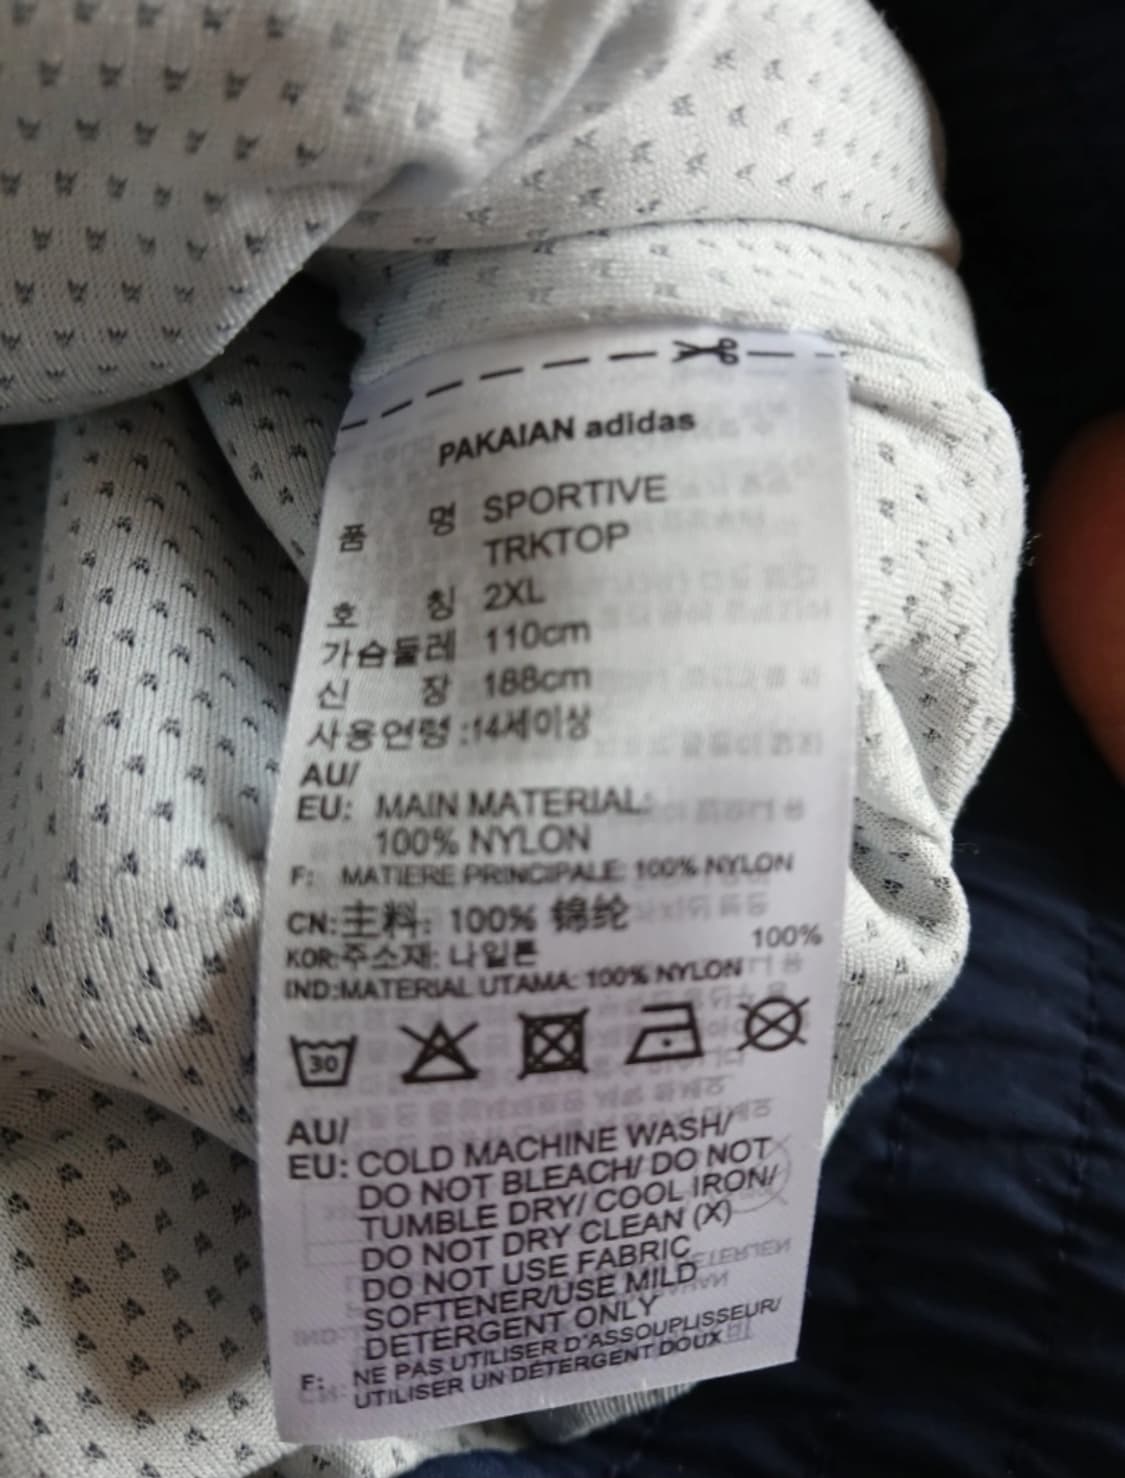 PAKAIAN adidas
품 명 SPORTIVE
TRKTOP
호 칭 2XL
가슴둘레 110cm
신 장 188cm
사용연령 :14세이상
AU/
EU: MAIN MATERIAL:
100% NYLON
F: MATIERE PRINCIPALE: 100% NYLON
CN:主料: 100% 锦纶
KOR:주소재: 나일론 100%
IND:MATERIAL UTAMA: 100% NYLON
30
AU/
EU: COLD MACHINE WASH/
DO NOT BLEACH/ DO NOT
TUMBLE DRY/ COOL IRON/
DO NOT DRY CLEAN (X)
DO NOT USE FABRIC
SOFTENER/USE MILD
DETERGENT ONLY
F: NE PAS UTILISER D'ASSOUPLISSEUR/
UTILISER UN DÉTERGENT DOUX